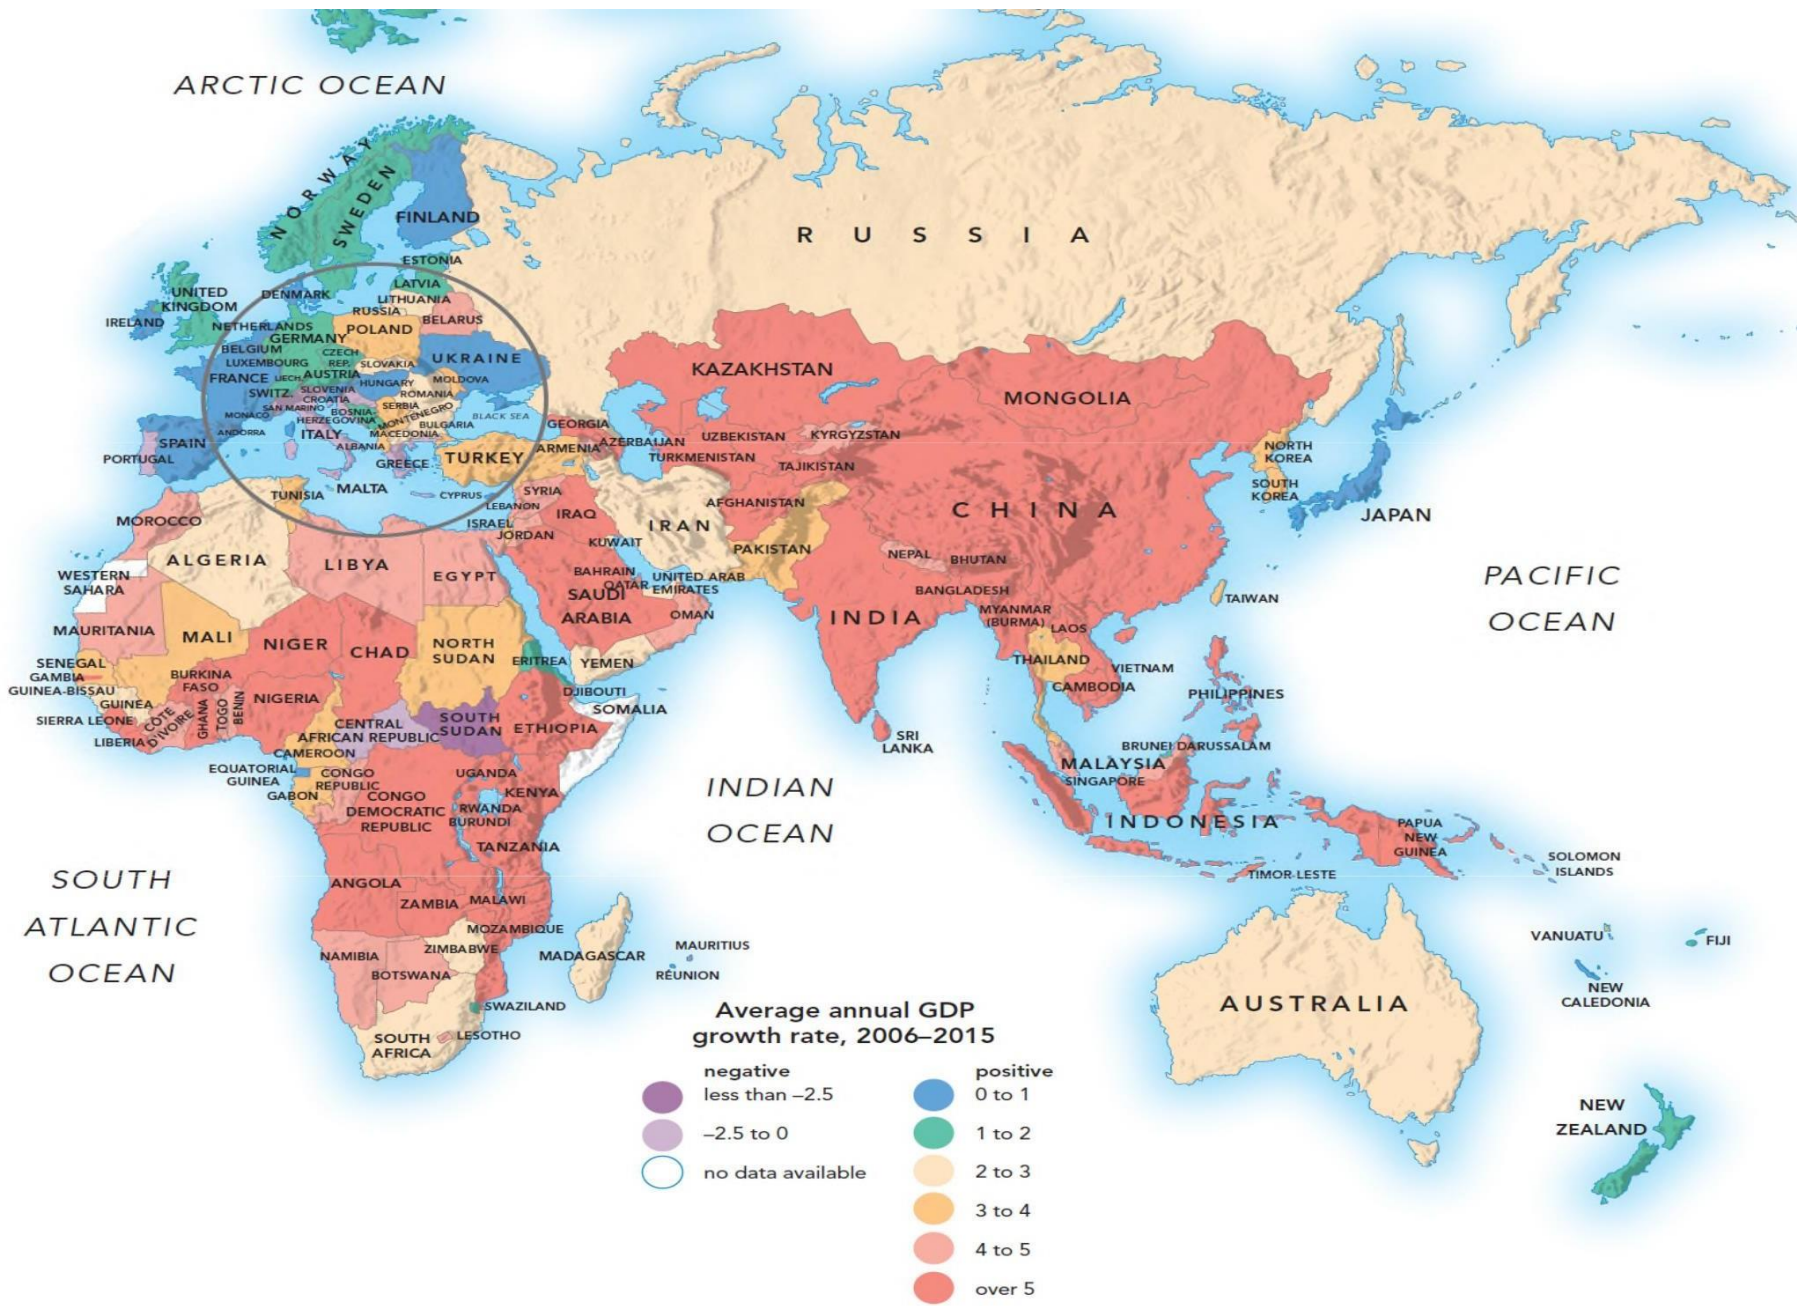 ARCTIC OCEAN
NORWAY
SWEDEN
FINLAND
RUSSIA
ESTONIA
LATVIA
LITHUANIA
RUSSIA
BELARUS
DENMARK
UNITED
KINGDOM
IRELAND
NETHERLANDS
GERMANY
POLAND
BELGIUM
LUXEMBOURG
CZECH
REP.
SLOVAKIA
UKRAINE
FRANCE
LIECH.
AUSTRIA
HUNGARY
MOLDOVA
SWITZ.
SLOVENIA
CROATIA
ROMANIA
SAN MARINO
MONACO
BOSNIA-
HERZEGOVINA
SERBIA
MONTENEGRO
BULGARIA
BLACK SEA
ANDORRA
ITALY
MACEDONIA
ALBANIA
SPAIN
PORTUGAL
GREECE
TURKEY
MALTA
CYPRUS
GEORGIA
ARMENIA
AZERBAIJAN
KAZAKHSTAN
MONGOLIA
UZBEKISTAN
KYRGYZSTAN
TURKMENISTAN
TAJIKISTAN
AFGHANISTAN
CHINA
NORTH
KOREA
SOUTH
KOREA
JAPAN
TUNISIA
MOROCCO
ALGERIA
LIBYA
EGYPT
SYRIA
LEBANON
ISRAEL
JORDAN
IRAQ
IRAN
KUWAIT
PAKISTAN
NEPAL
BHUTAN
BAHRAIN
QATAR
UNITED ARAB
EMIRATES
SAUDI
ARABIA
OMAN
YEMEN
INDIA
BANGLADESH
MYANMAR
(BURMA)
LAOS
TAIWAN
THAILAND
VIETNAM
CAMBODIA
PHILIPPINES
PACIFIC
OCEAN
WESTERN
SAHARA
MAURITANIA
MALI
NIGER
CHAD
NORTH
SUDAN
ERITREA
SENEGAL
GAMBIA
GUINEA-BISSAU
GUINEA
SIERRA LEONE
LIBERIA
BURKINA
FASO
CÔTE
D'IVOIRE
GHANA
TOGO
BENIN
NIGERIA
DJIBOUTI
SOMALIA
SOUTH
SUDAN
ETHIOPIA
CENTRAL
AFRICAN REPUBLIC
CAMEROON
EQUATORIAL
GUINEA
GABON
CONGO
REPUBLIC
CONGO
DEMOCRATIC
REPUBLIC
UGANDA
KENYA
RWANDA
BURUNDI
TANZANIA
SRI
LANKA
BRUNEI DARUSSALAM
MALAYSIA
SINGAPORE
INDONESIA
PAPUA
NEW
GUINEA
SOLOMON
ISLANDS
TIMOR-LESTE
INDIAN
OCEAN
SOUTH
ATLANTIC
OCEAN
ANGOLA
ZAMBIA
MALAWI
MOZAMBIQUE
ZIMBABWE
NAMIBIA
BOTSWANA
MADAGASCAR
MAURITIUS
RÉUNION
SWAZILAND
LESOTHO
SOUTH
AFRICA
AUSTRALIA
VANUATU
FIJI
NEW
CALEDONIA
NEW
ZEALAND
Average annual GDP
growth rate, 2006–2015
negative
less than –2.5
–2.5 to 0
no data available
positive
0 to 1
1 to 2
2 to 3
3 to 4
4 to 5
over 5